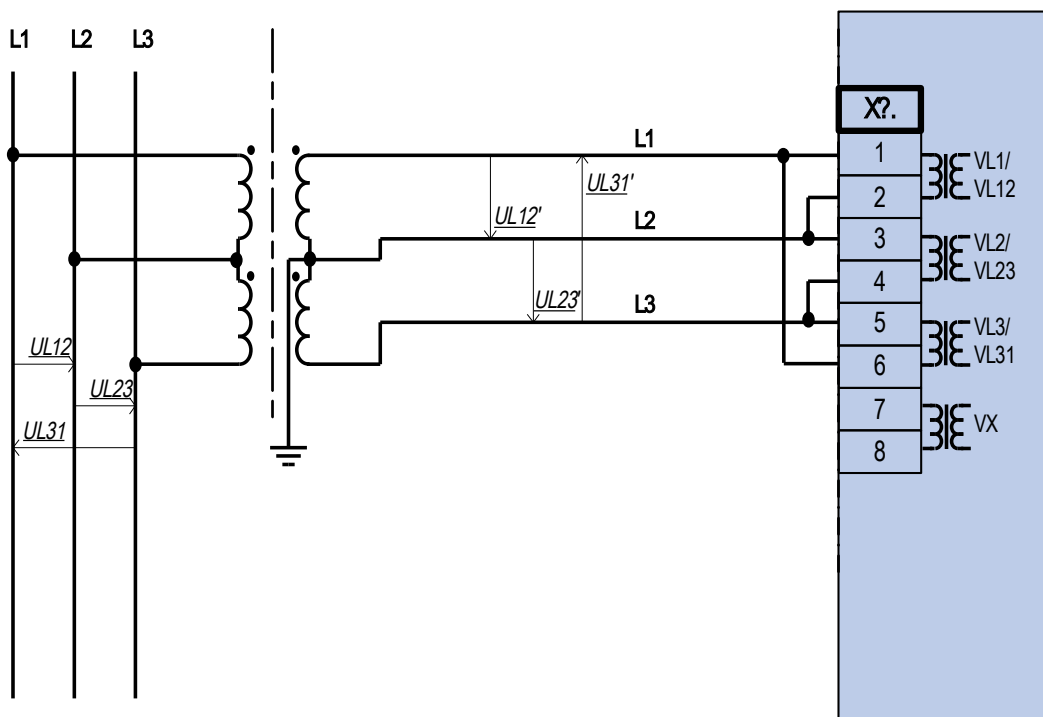 L1 L2 L3
X?.
L1
1
VL1/
VL12
UL31'
2
UL12'
L2
3
VL2/
VL23
4
UL23'
L3
5
VL3/
VL31
UL12
6
UL23
7
VX
UL31
8